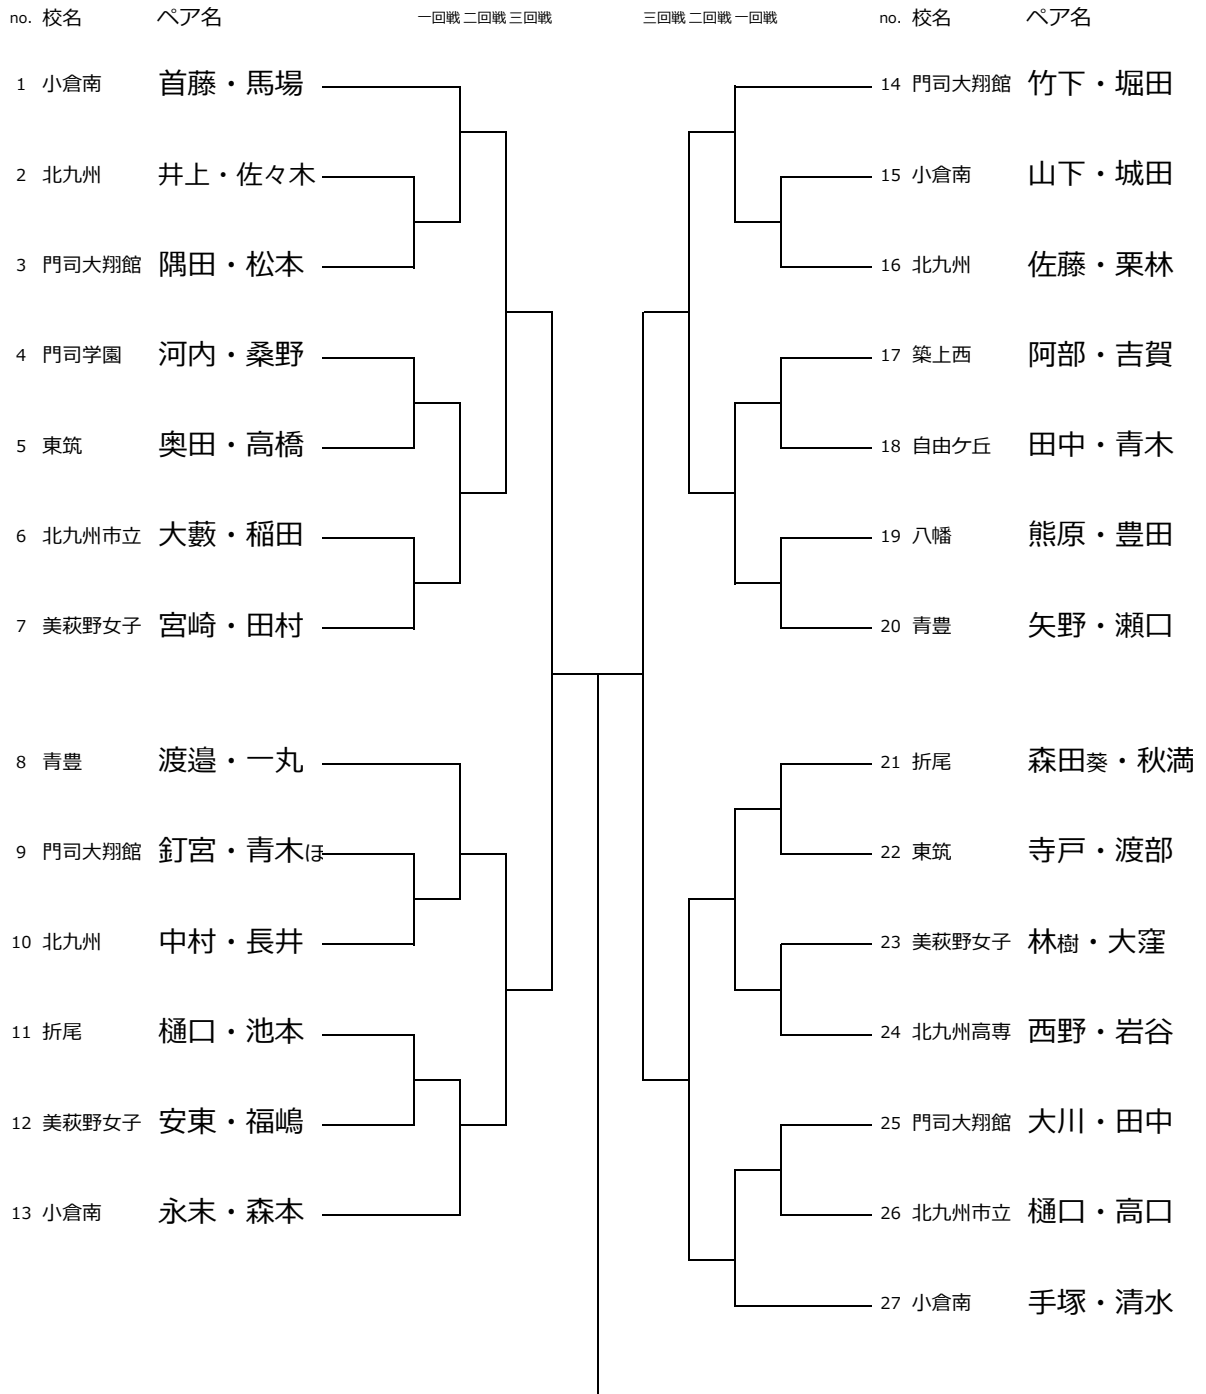 no. 校名 ペア名 一回戦 二回戦 三回戦 三回戦 二回戦 一回戦 no. 校名 ペア名
1 小倉南 首藤・馬場 14 門司大翔館 竹下・堀田
2 北九州 井上・佐々木 15 小倉南 山下・城田
3 門司大翔館 隅田・松本 16 北九州 佐藤・栗林
4 門司学園 河内・桑野 17 築上西 阿部・吉賀
5 東筑 奥田・高橋 18 自由ケ丘 田中・青木
6 北九州市立 大藪・稲田 19 八幡 熊原・豊田
7 美萩野女子 宮崎・田村 20 青豊 矢野・瀬口
8 青豊 渡邉・一丸 21 折尾 森田葵・秋満
9 門司大翔館 釘宮・青木ほ 22 東筑 寺戸・渡部
10 北九州 中村・長井 23 美萩野女子 林樹・大窪
11 折尾 樋口・池本 24 北九州高専 西野・岩谷
12 美萩野女子 安東・福嶋 25 門司大翔館 大川・田中
13 小倉南 永末・森本 26 北九州市立 樋口・高口
27 小倉南 手塚・清水